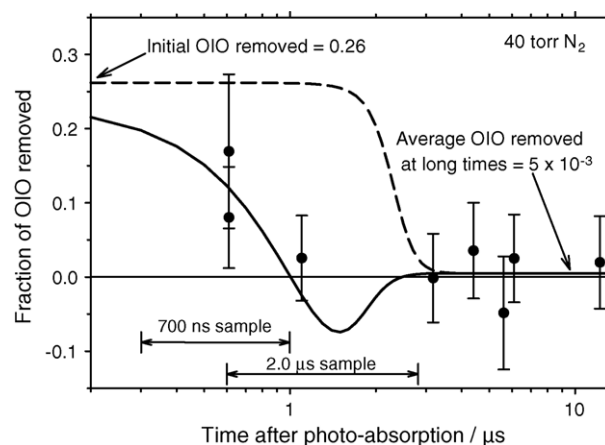 0.3
0.2
0.1
0.0
-0.1
Fraction of OIO removed
Initial OIO removed = 0.26
40 torr N₂
Average OIO removed
at long times = 5 x 10⁻³
700 ns sample
2.0 µs sample
1
10
Time after photo-absorption / µs